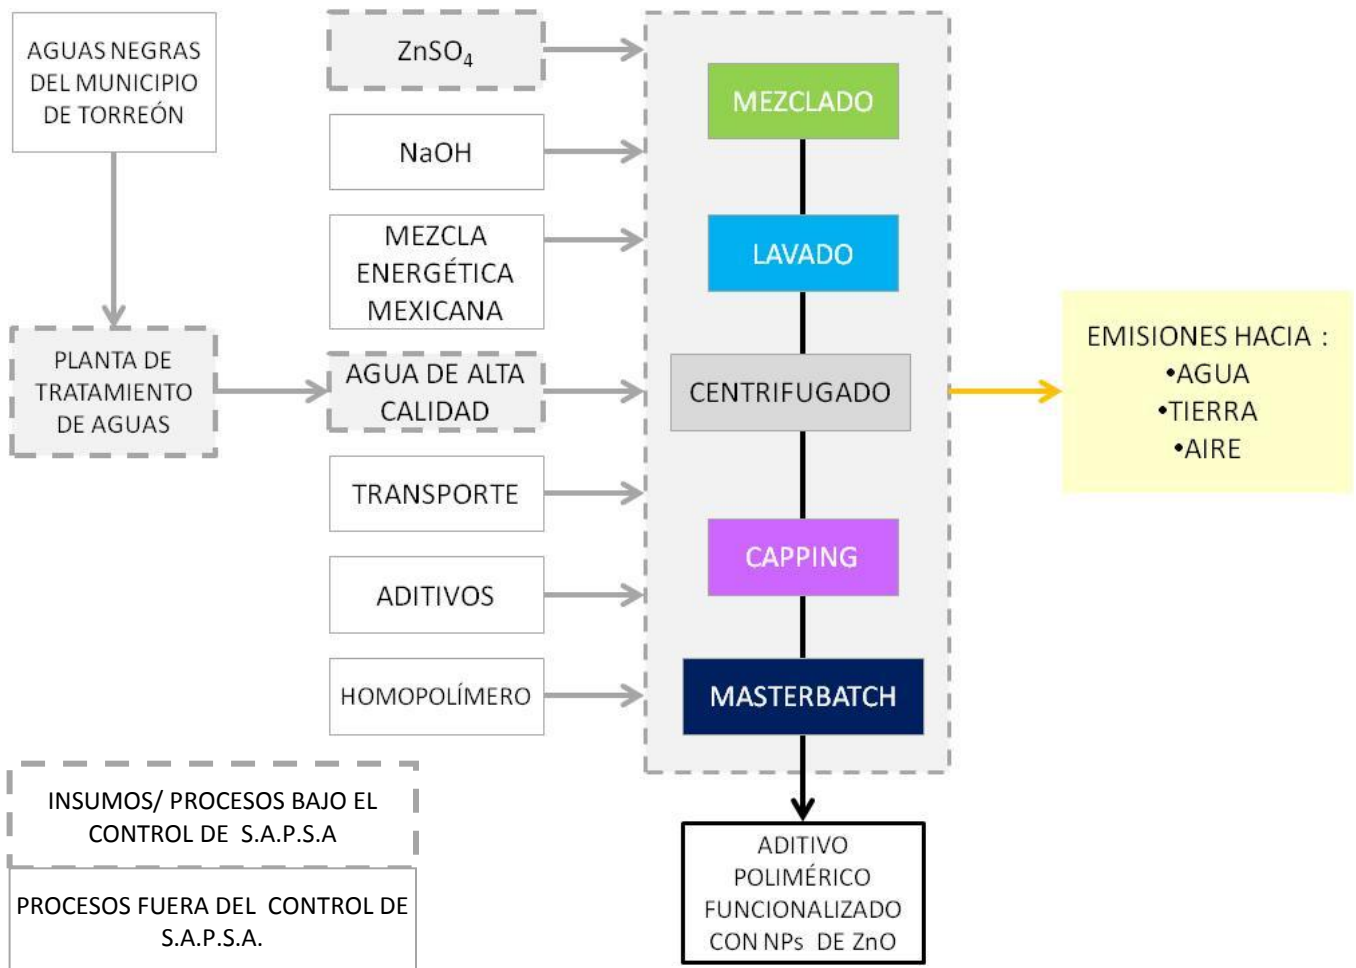 AGUAS NEGRAS
DEL MUNICIPIO
DE TORREÓN
PLANTA DE
TRATAMIENTO
DE AGUAS
ZnSO₄
NaOH
MEZCLA
ENERGÉTICA
MEXICANA
AGUA DE ALTA
CALIDAD
TRANSPORTE
ADITIVOS
HOMOPOLÍMERO
MEZCLADO
LAVADO
CENTRIFUGADO
CAPPING
MASTERBATCH
ADITIVO
POLIMÉRICO
FUNCIONALIZADO
CON NPs DE ZnO
EMISIONES HACIA :
•AGUA
•TIERRA
•AIRE
INSUMOS/ PROCESOS BAJO EL
CONTROL DE S.A.P.S.A
PROCESOS FUERA DEL CONTROL DE
S.A.P.S.A.